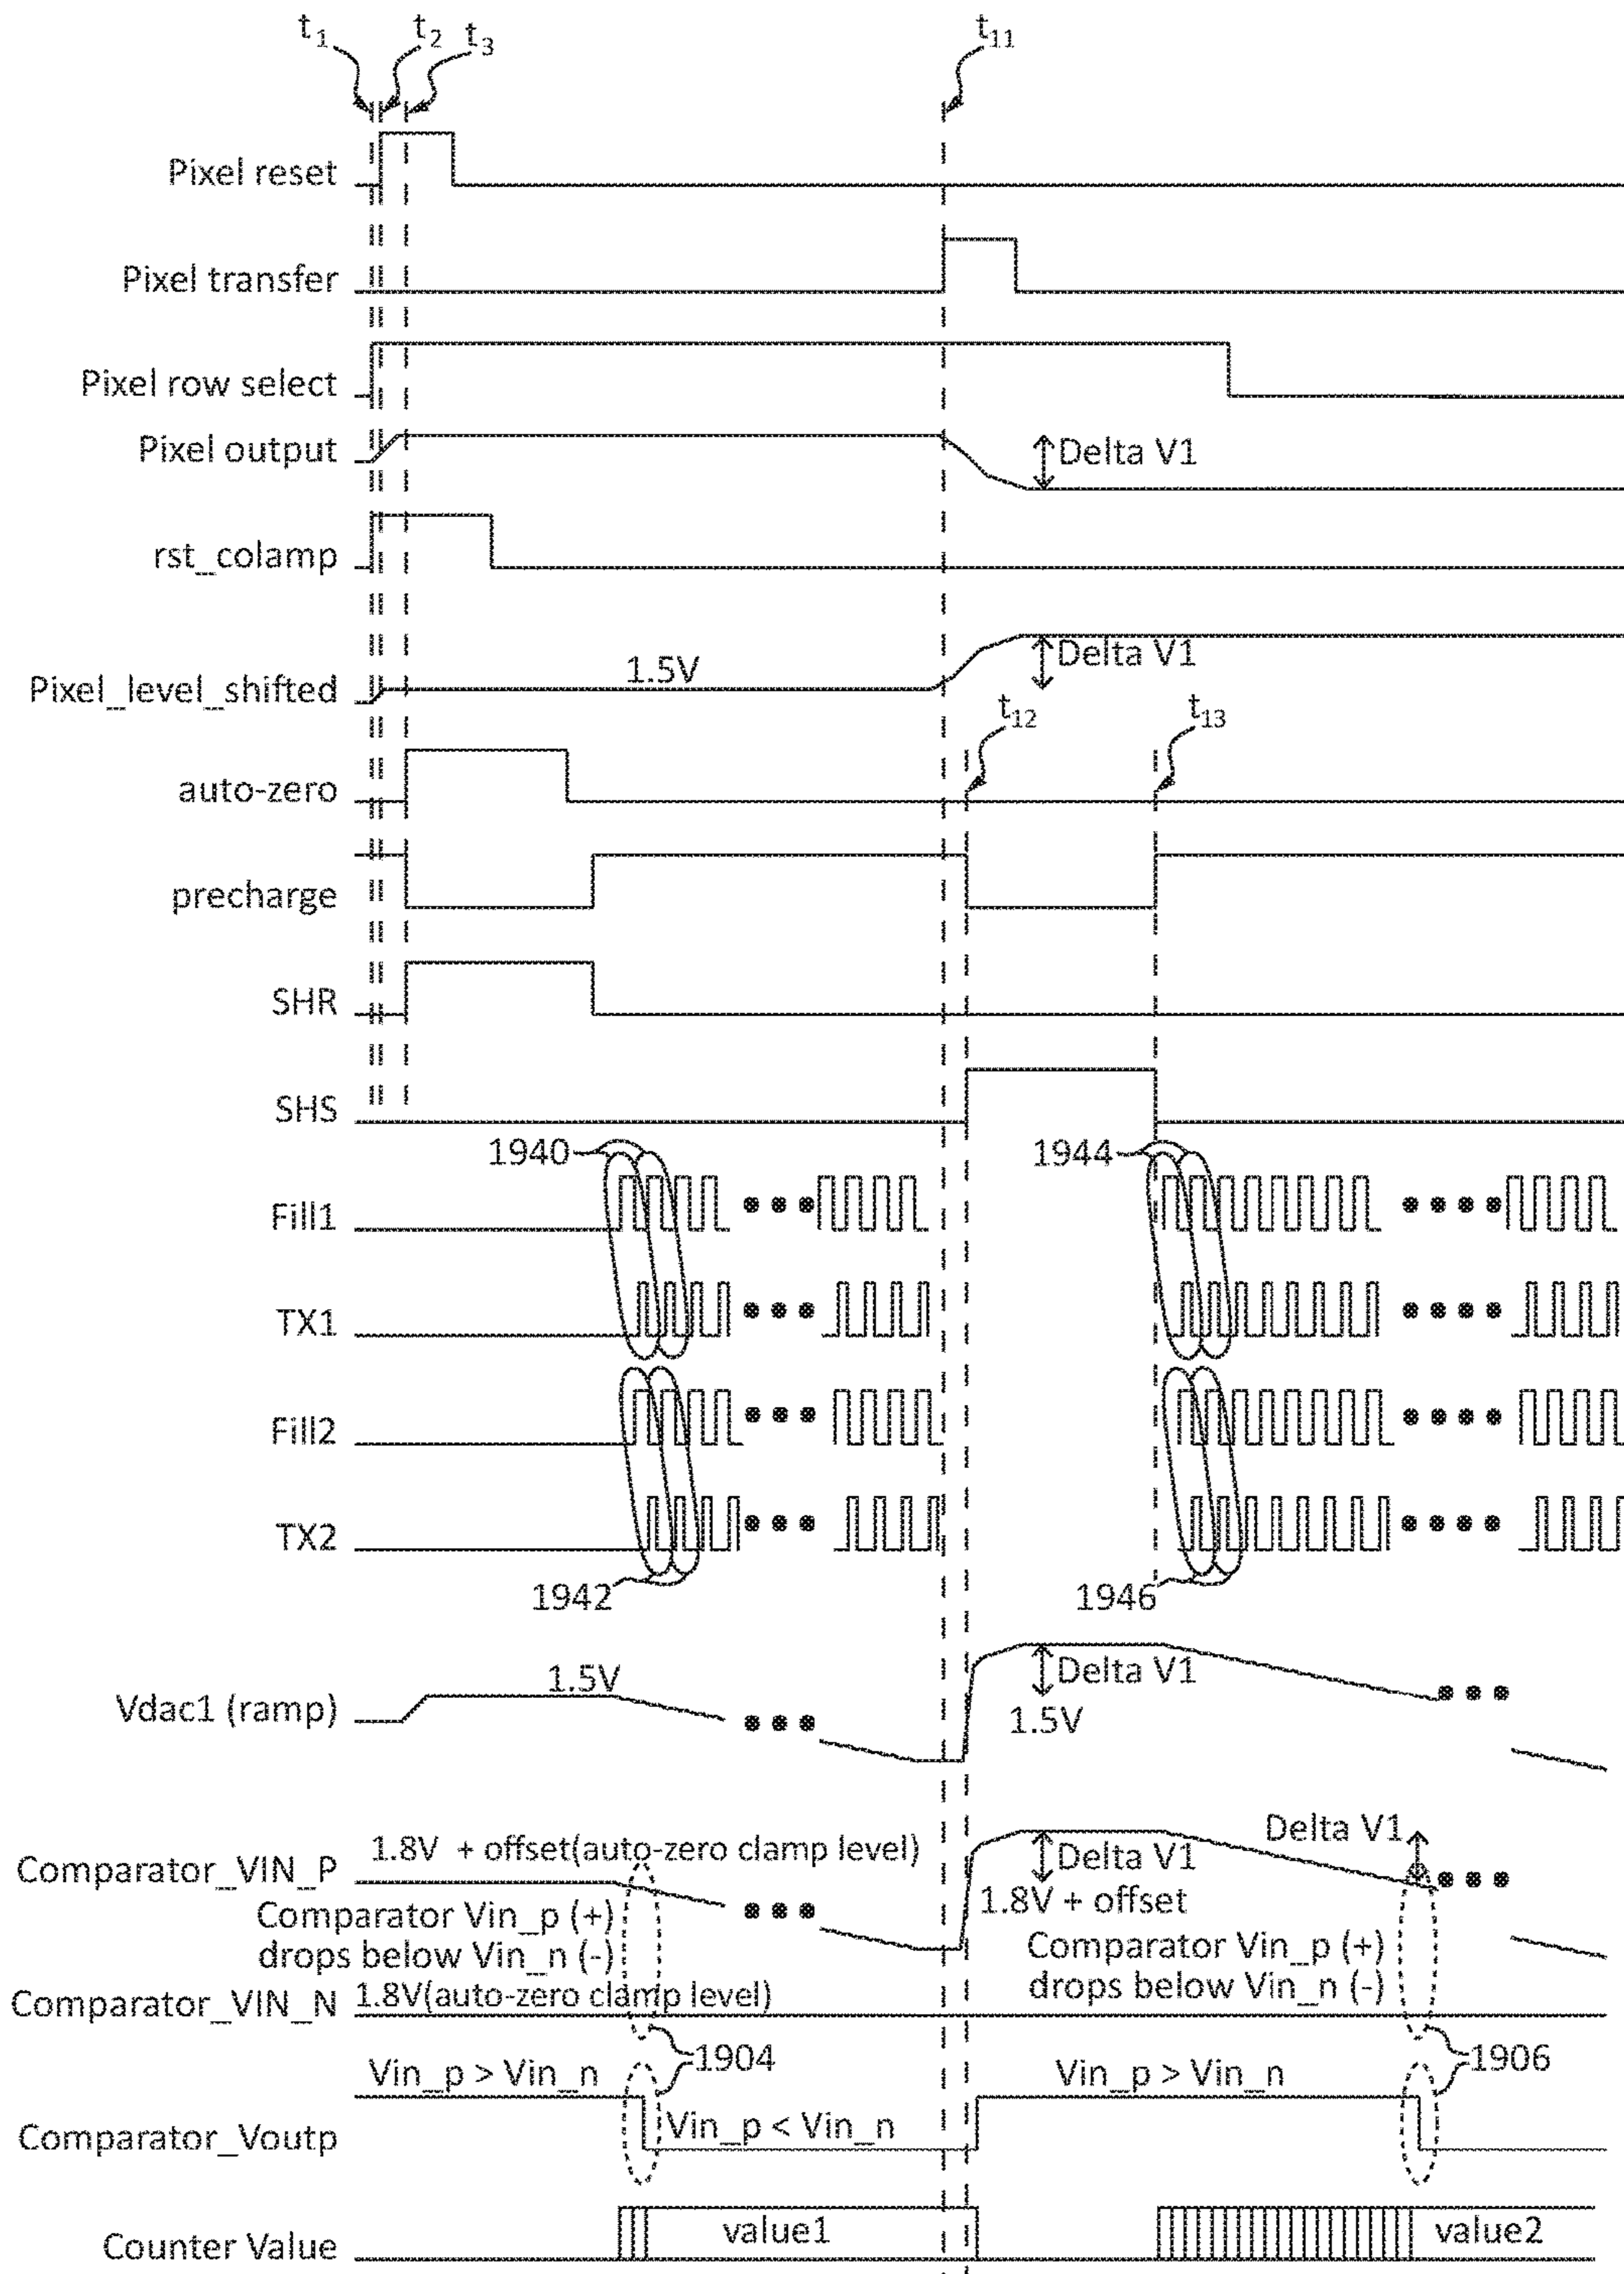 t1 t2 t3 t11
Pixel reset
Pixel transfer
Pixel row select
Pixel output
Delta V1
rst_colamp
1.5V
Delta V1
Pixel_level_shifted
t12 t13
auto-zero
precharge
SHR
SHS
1940 1944
Fill1
TX1
Fill2
TX2
1942 1946
1.5V
Delta V1
Vdac1 (ramp)
1.5V
Delta V1
1.8V + offset(auto-zero clamp level)
Delta V1
Comparator_VIN_P
1.8V + offset
Comparator Vin_p (+)
drops below Vin_n (-)
Comparator Vin_p (+)
drops below Vin_n (-)
Comparator_VIN_N
1.8V(auto-zero clamp level)
1904 1906
Vin_p > Vin_n
Vin_p > Vin_n
Vin_p < Vin_n
Comparator_Voutp
Counter Value
value1
value2